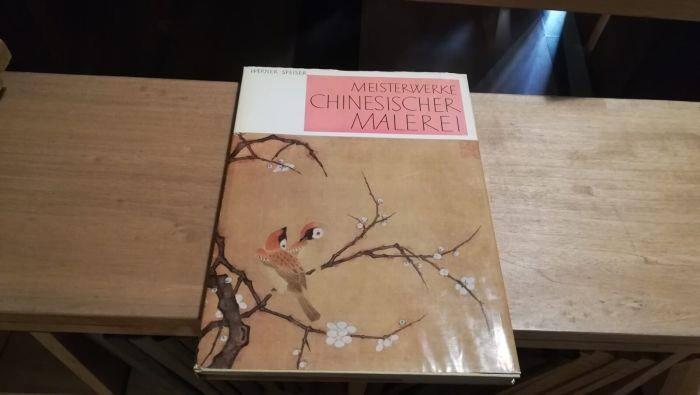 WERNER SPEISER
MEISTERWERKE
CHINESISCHER
MALEREI